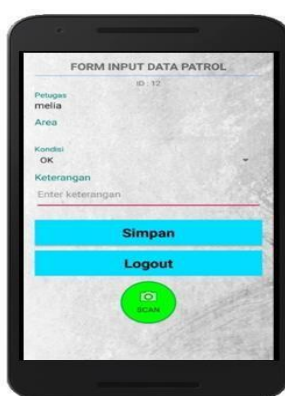 FORM INPUT DATA PATROL
ID : 12
Petugas
melia
Area
Kondisi
OK
Keterangan
Enter keterangan
Simpan
Logout
SCAN